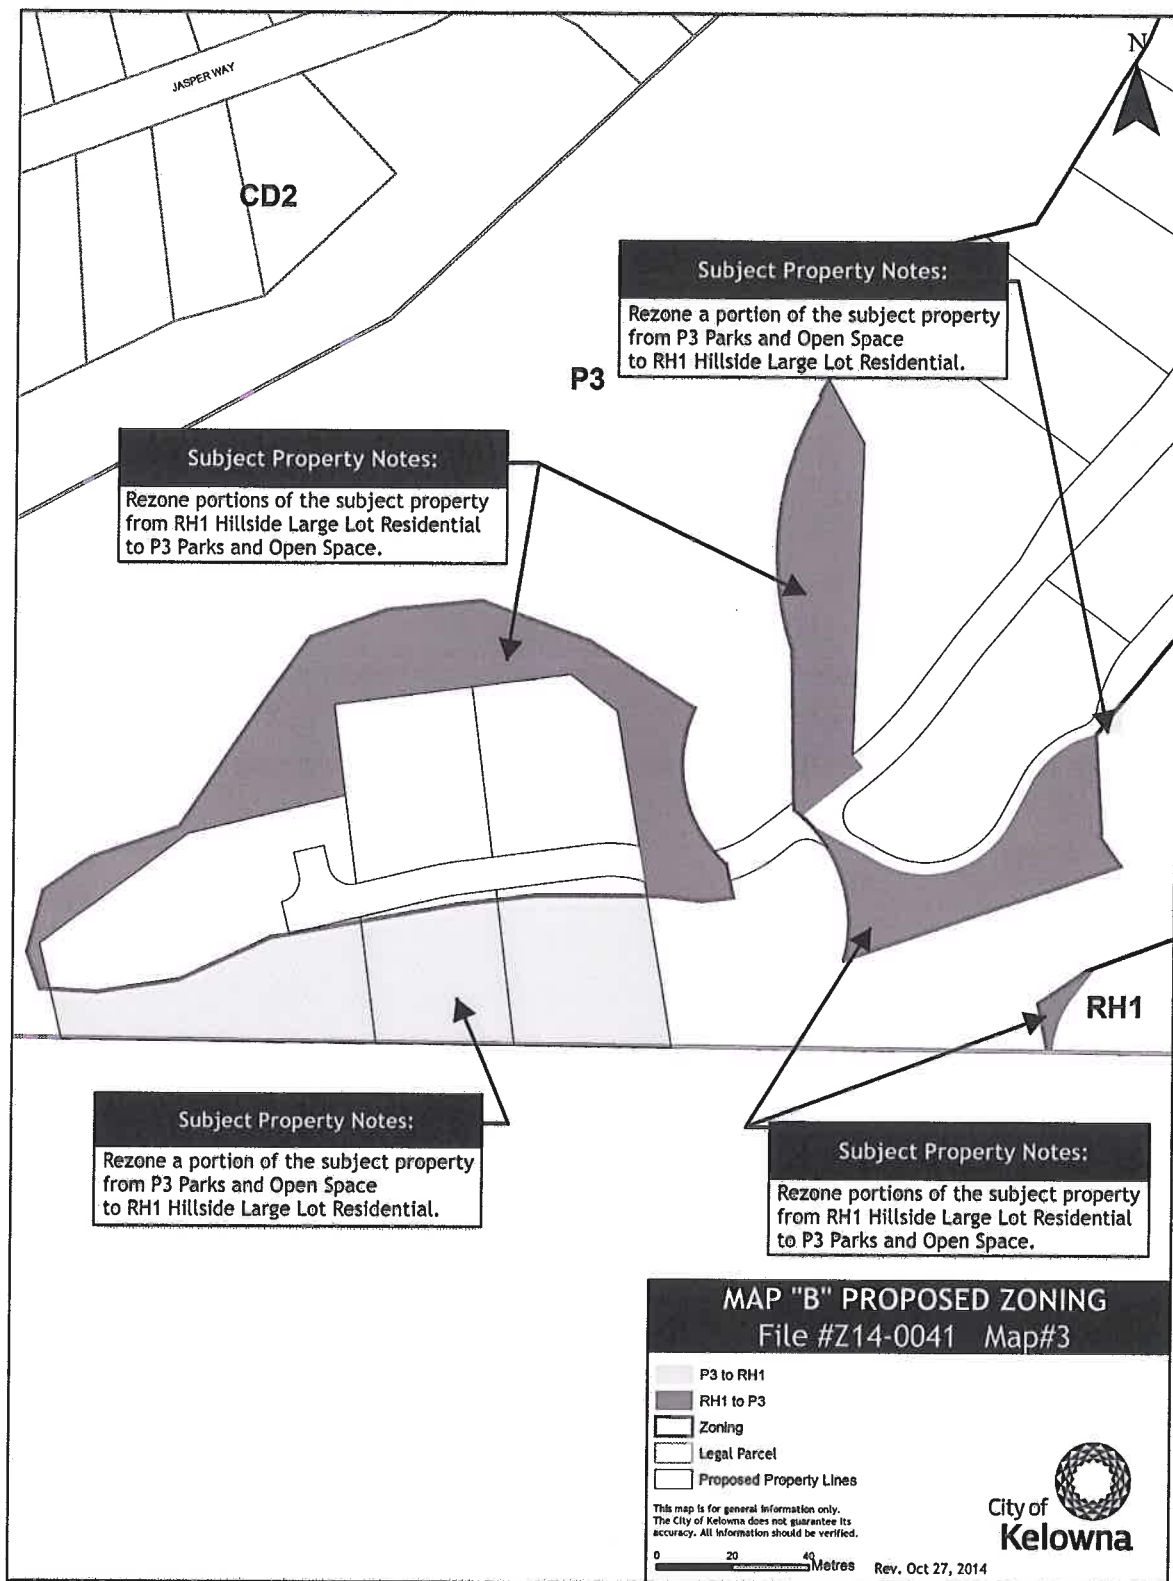 N
JASPER WAY
CD2
Subject Property Notes:
Rezone a portion of the subject property
from P3 Parks and Open Space
to RH1 Hillside Large Lot Residential.
P3
Subject Property Notes:
Rezone portions of the subject property
from RH1 Hillside Large Lot Residential
to P3 Parks and Open Space.
RH1
Subject Property Notes:
Rezone a portion of the subject property
from P3 Parks and Open Space
to RH1 Hillside Large Lot Residential.
Subject Property Notes:
Rezone portions of the subject property
from RH1 Hillside Large Lot Residential
to P3 Parks and Open Space.
MAP "B" PROPOSED ZONING
File #Z14-0041 Map#3
P3 to RH1
RH1 to P3
Zoning
Legal Parcel
Proposed Property Lines
This map is for general information only.
The City of Kelowna does not guarantee its
accuracy. All information should be verified.
0 20 40 Metres
Rev. Oct 27, 2014
City of
Kelowna